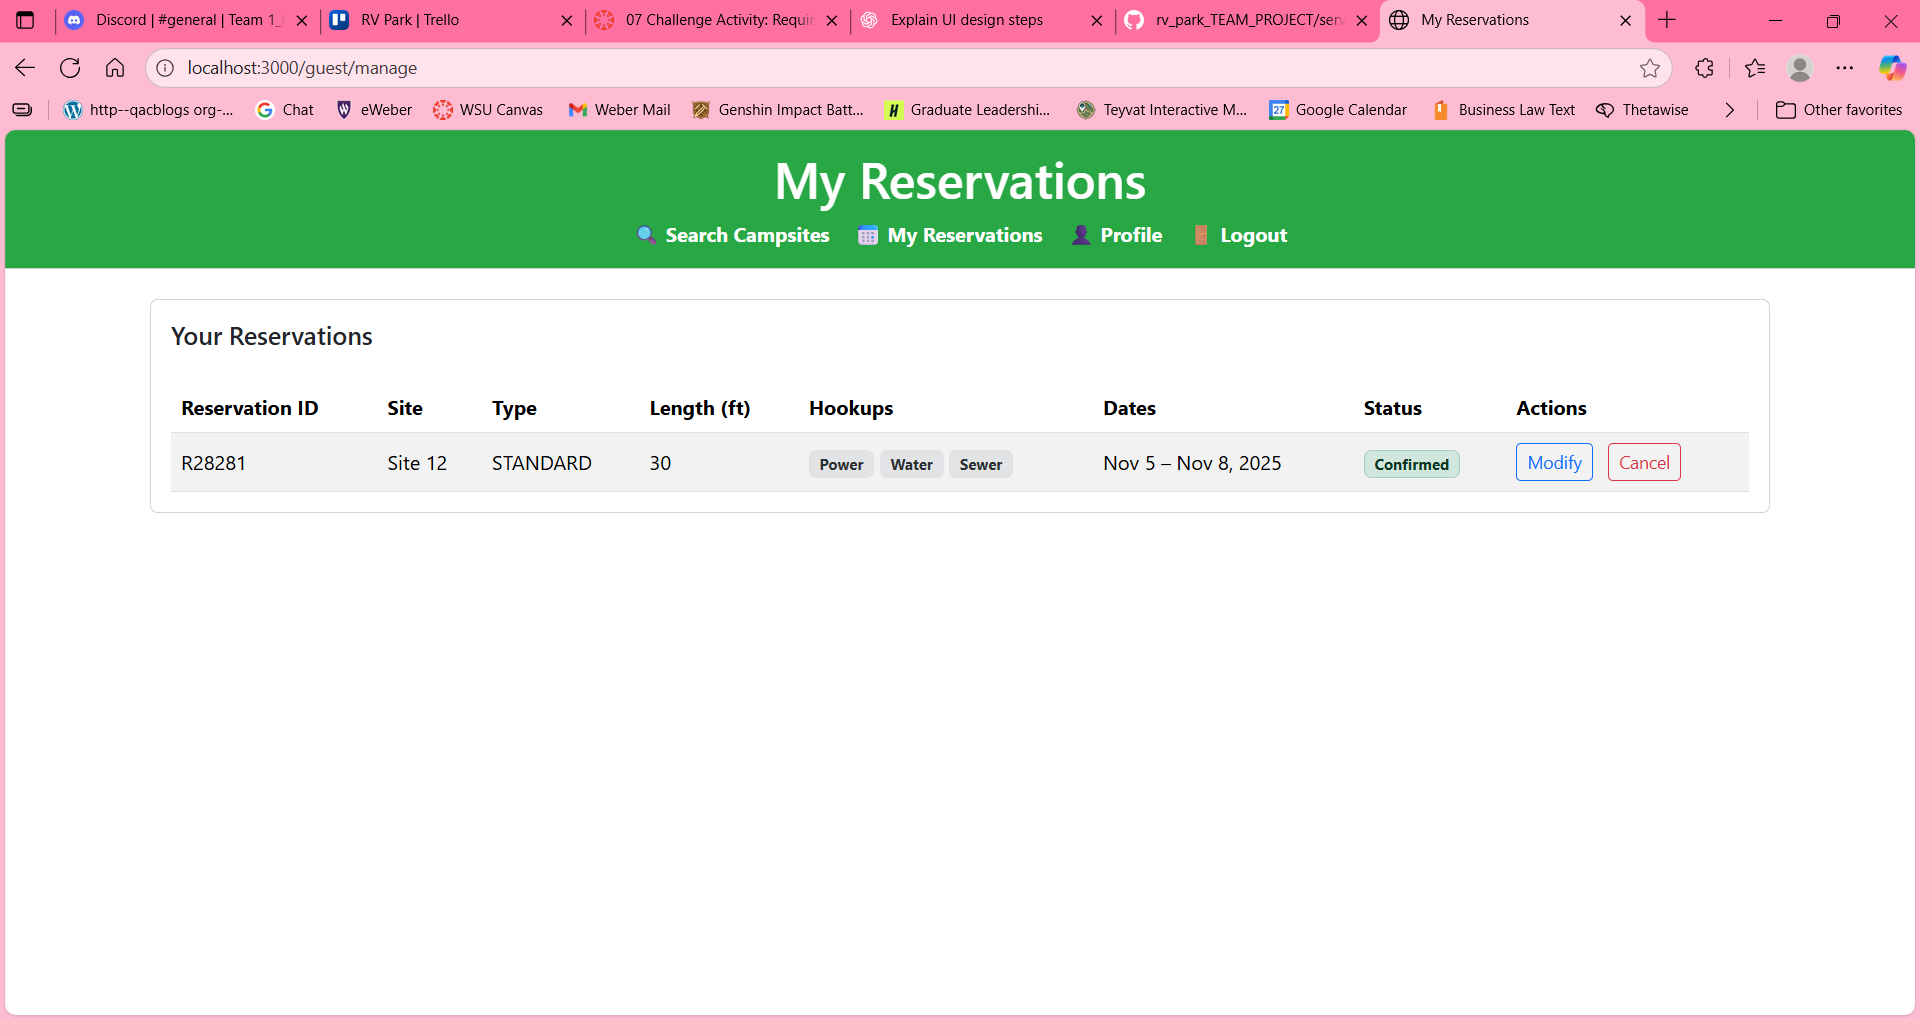 Discord | #general | Team 1_
RV Park | Trello
07 Challenge Activity: Requir
Explain UI design steps
rv_park_TEAM_PROJECT/serv
My Reservations
localhost:3000/guest/manage
http--qacblogs org-...
Chat
eWeber
WSU Canvas
Weber Mail
Genshin Impact Batt...
Graduate Leadershi...
Teyvat Interactive M...
27
Google Calendar
Business Law Text
Thetawise
Other favorites
My Reservations
Search Campsites
My Reservations
Profile
Logout
Your Reservations
Reservation ID Site Type Length (ft) Hookups Dates Status Actions
R28281 Site 12 STANDARD 30 Power Water Sewer Nov 5 – Nov 8, 2025 Confirmed Modify Cancel